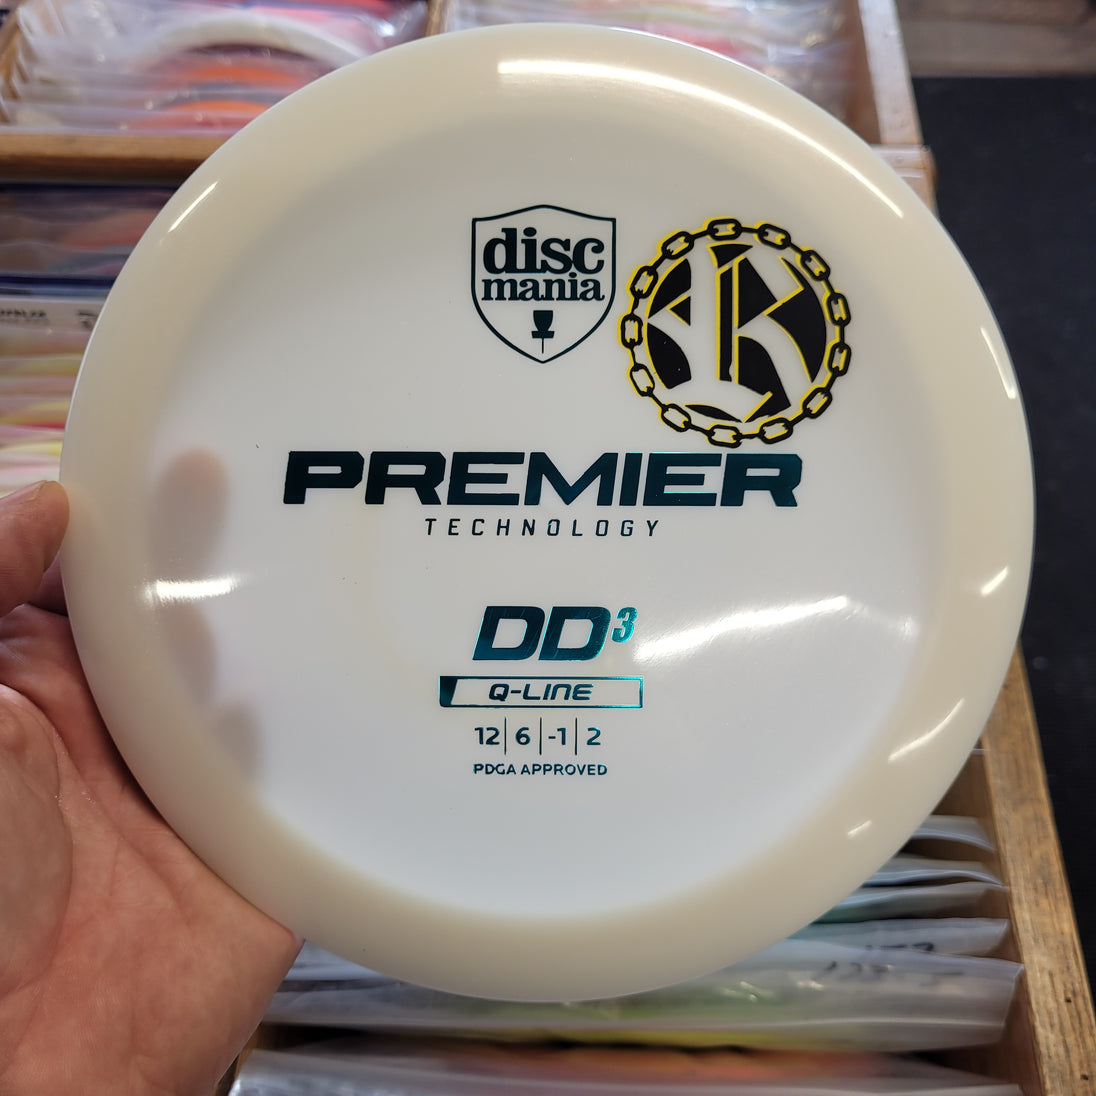 disc
mania
PREMIER
TECHNOLOGY
DD³
Q-LINE
12 | 6 | -1 | 2
PDGA APPROVED